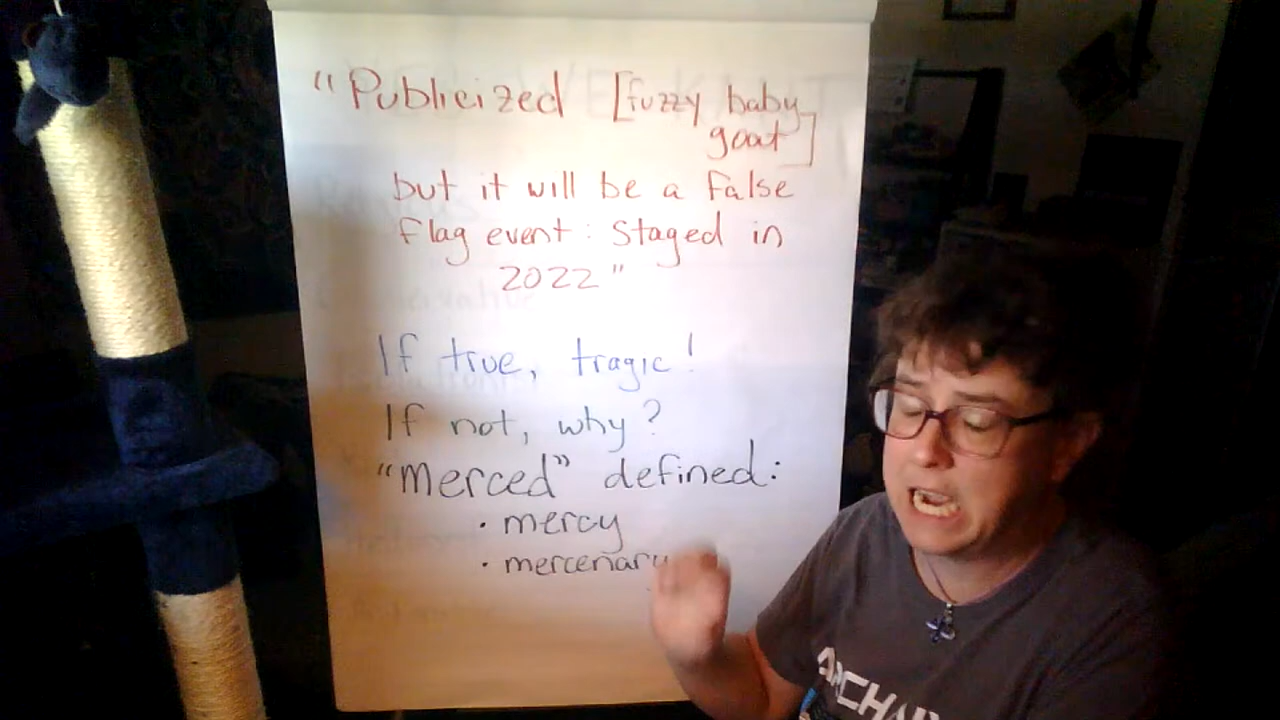 "Publicized [fuzzy baby
goat]
but it will be a false
flag event: Staged in
2022"
If true, tragic!
If not, why?
"merced" defined:
· mercy
· mercenary